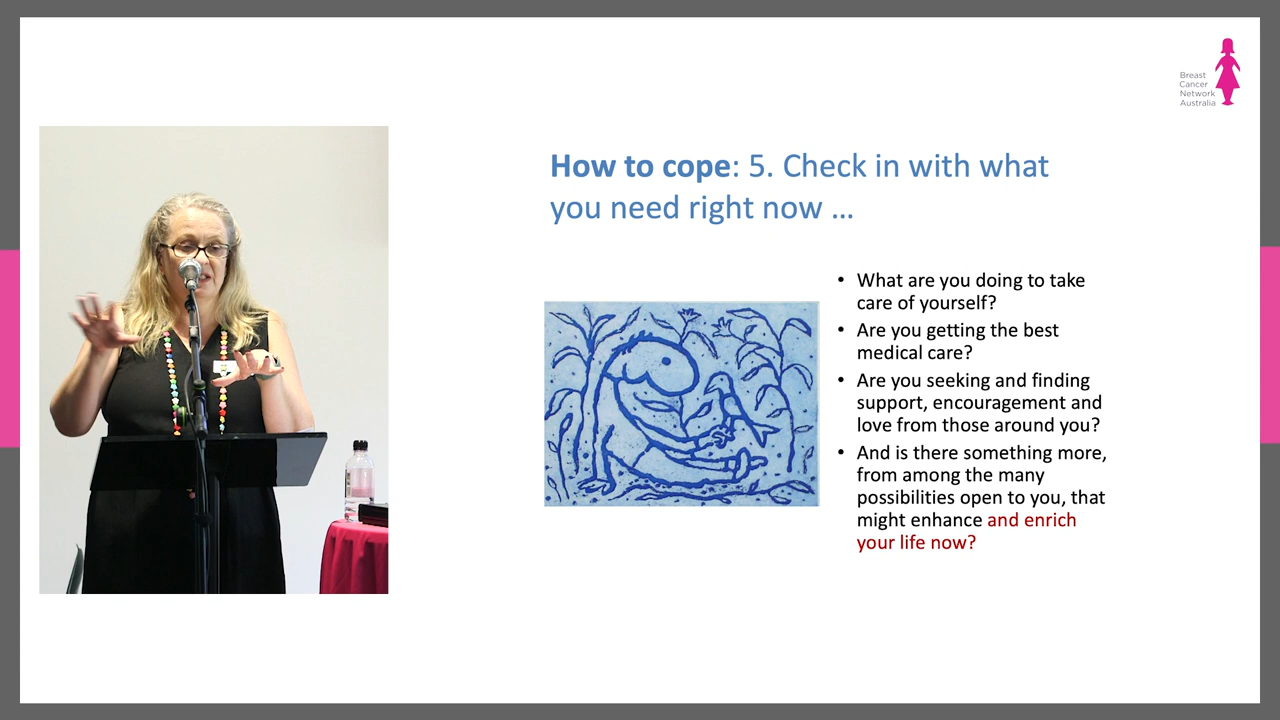 Breast
Cancer
Network
Australia
How to cope: 5. Check in with what
you need right now ...
• What are you doing to take
care of yourself?
• Are you getting the best
medical care?
• Are you seeking and finding
support, encouragement and
love from those around you?
• And is there something more,
from among the many
possibilities open to you, that
might enhance and enrich
your life now?